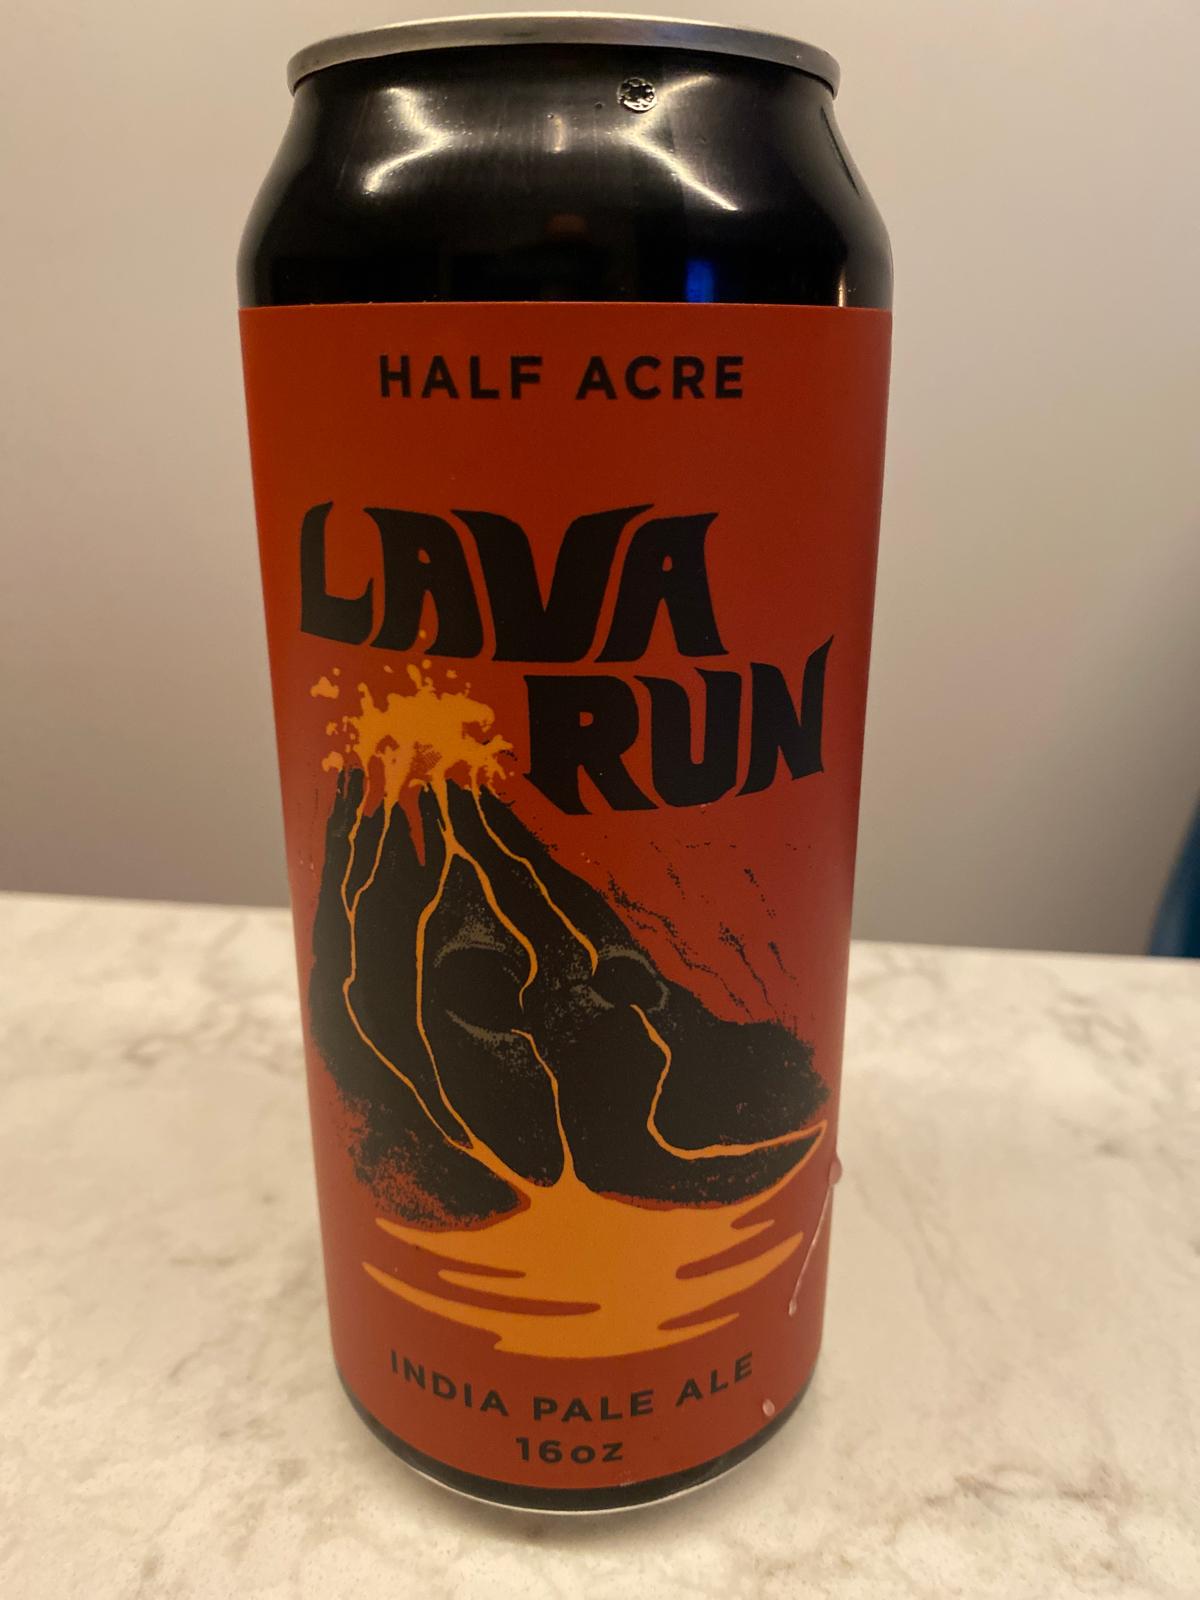 HALF ACRE
LAVA
RUN
INDIA PALE ALE
16oz